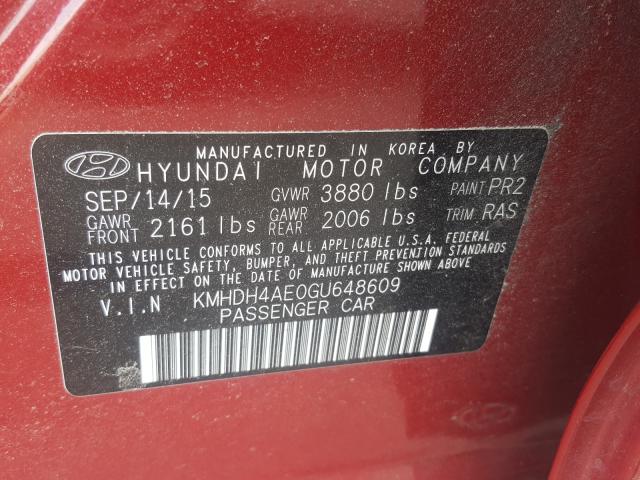 MANUFACTURED IN KOREA BY
HYUNDAI MOTOR COMPANY
SEP/14/15 GVWR 3880 lbs PAINT PR2
GAWR FRONT 2161 lbs GAWR REAR 2006 lbs TRIM RAS
THIS VEHICLE CONFORMS TO ALL APPLICABLE U.S.A. FEDERAL
MOTOR VEHICLE SAFETY, BUMPER, AND THEFT PREVENTION STANDARDS
IN EFFECT ON THE DATE OF MANUFACTURE SHOWN ABOVE
V.I.N KMHDH4AE0GU648609
PASSENGER CAR